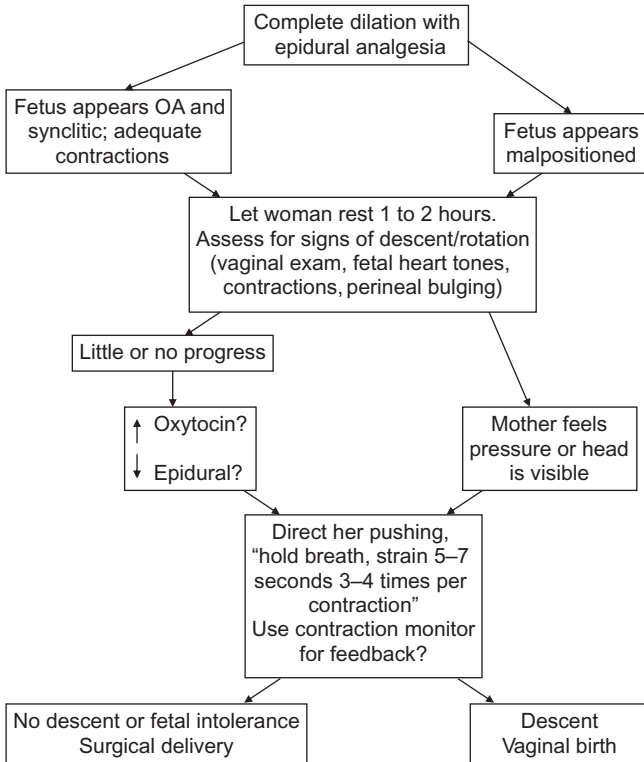 Complete dilation with
epidural analgesia
Fetus appears OA and
synclitic; adequate
contractions
Fetus appears
malpositioned
Let woman rest 1 to 2 hours.
Assess for signs of descent/rotation
(vaginal exam, fetal heart tones,
contractions, perineal bulging)
Little or no progress
↑ Oxytocin?
↓ Epidural?
Mother feels
pressure or head
is visible
Direct her pushing,
“hold breath, strain 5–7
seconds 3–4 times per
contraction”
Use contraction monitor
for feedback?
No descent or fetal intolerance
Surgical delivery
Descent
Vaginal birth